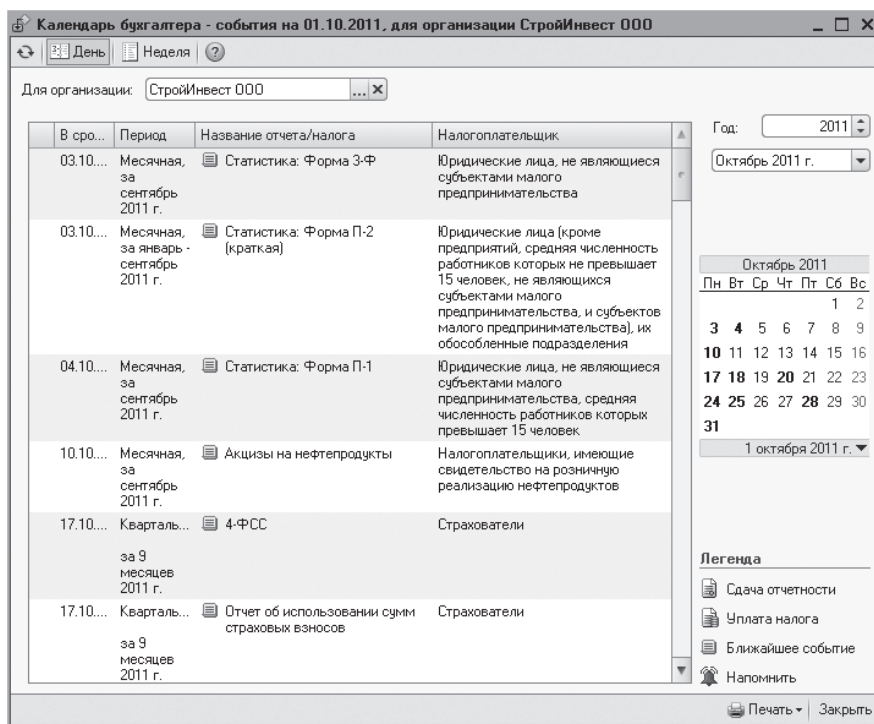 Календарь бухгалтера - события на 01.10.2011, для организации СтройИнвест ООО
День Неделя ?
Для организации: СтройИнвест ООО ... ×
В сро... Период Название отчета/налога Налогоплательщик
03.10.... Месячная, за сентябрь 2011 г. Статистика: Форма 3-Ф Юридические лица, не являющиеся субъектами малого предпринимательства
03.10.... Месячная, за январь - сентябрь 2011 г. Статистика: Форма П-2 (краткая) Юридические лица (кроме предприятий, средняя численность работников которых не превышает 15 человек, не являющихся субъектами малого предпринимательства, и субъектов малого предпринимательства), их обособленные подразделения
04.10.... Месячная, за сентябрь 2011 г. Статистика: Форма П-1 Юридические лица, не являющиеся субъектами малого предпринимательства, средняя численность работников которых превышает 15 человек
10.10.... Месячная, за сентябрь 2011 г. Акцизы на нефтепродукты Налогоплательщики, имеющие свидетельство на розничную реализацию нефтепродуктов
17.10.... Кварталь... за 9 месяцев 2011 г. 4-ФСС Страхователи
17.10.... Кварталь... за 9 месяцев 2011 г. Отчет об использовании сумм страховых взносов Страхователи
Год: 2011
Октябрь 2011 г.
Октябрь 2011
Пн Вт Ср Чт Пт Сб Вс
1 2
3 4 5 6 7 8 9
10 11 12 13 14 15 16
17 18 19 20 21 22 23
24 25 26 27 28 29 30
31
1 октября 2011 г.
Легенда
Сдача отчетности
Уплата налога
Ближайшее событие
Напомнить
Печать Закрыть